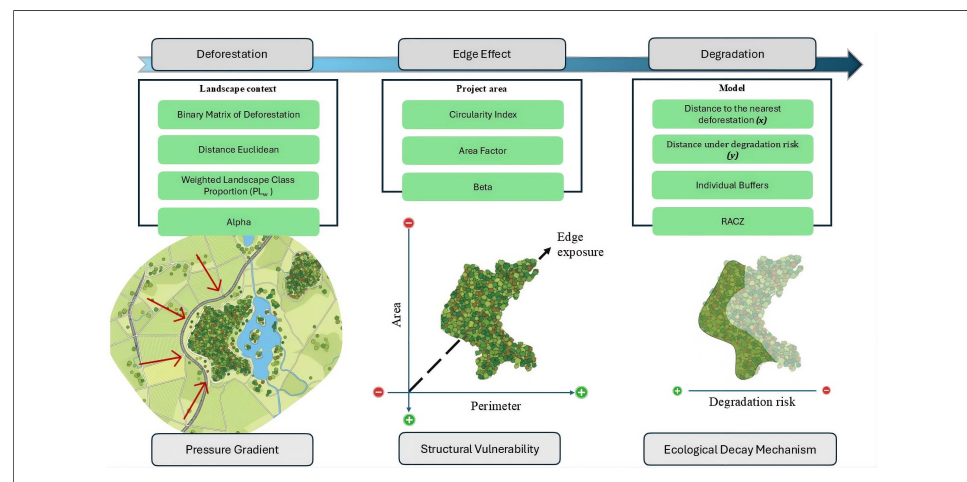 Deforestation
Edge Effect
Degradation
Landscape context
Binary Matrix of Deforestation
Distance Euclidean
Weighted Landscape Class
Proportion (PLw )
Alpha
Project area
Circularity Index
Area Factor
Beta
Model
Distance to the nearest
deforestation (x)
Distance under degradation risk
(y)
Individual Buffers
RACZ
Edge
exposure
Area
Perimeter
Degradation risk
Pressure Gradient
Structural Vulnerability
Ecological Decay Mechanism